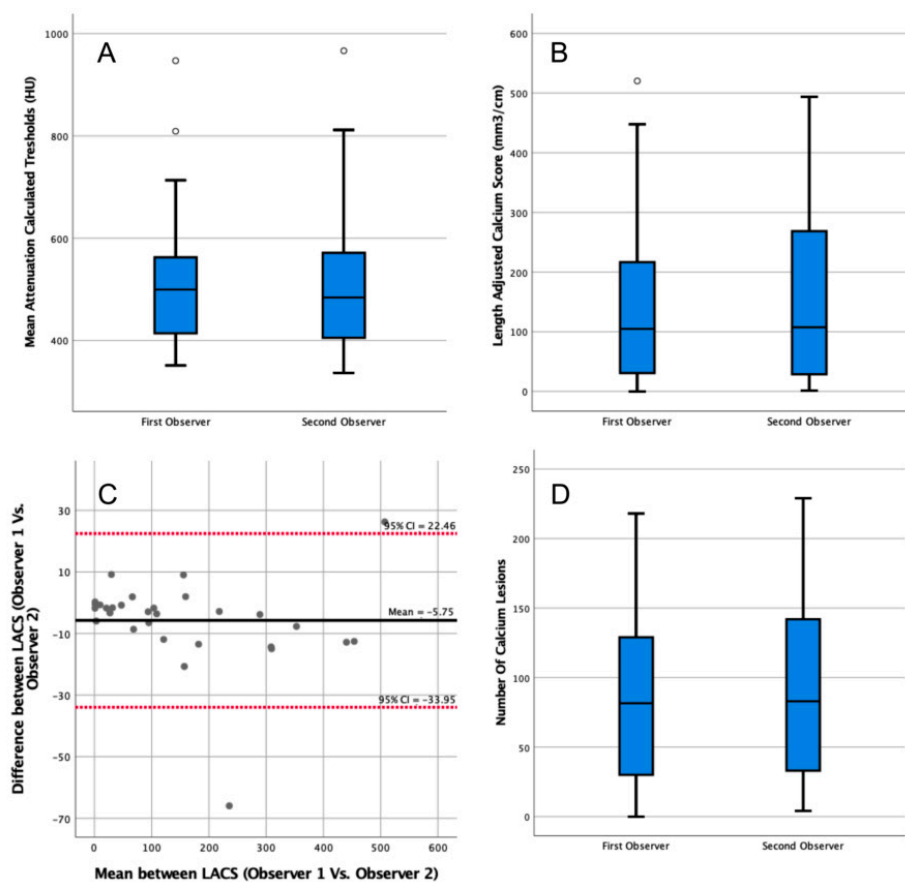 A
Mean Attenuation Calculated Tresholds (HU)
1000
800
600
400
First Observer
Second Observer
B
Length Adjusted Calcium Score (mm3/cm)
600
500
400
300
200
100
0
First Observer
Second Observer
C
Difference between LACS (Observer 1 Vs.
Observer 2)
30
10
-10
-30
-50
-70
95% CI = 22.46
Mean = -5.75
95% CI = -33.95
0 100 200 300 400 500 600
Mean between LACS (Observer 1 Vs. Observer 2)
D
Number Of Calcium Lesions
250
200
150
100
50
0
First Observer
Second Observer